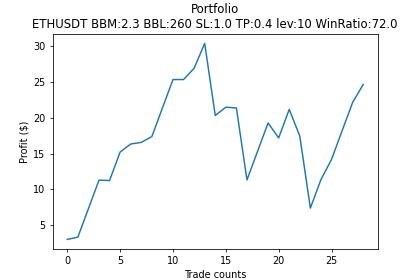 Portfolio
ETHUSDT BBM:2.3 BBL:260 SL:1.0 TP:0.4 lev:10 WinRatio:72.0
30
25
20
15
10
5
Profit ($)
0 5 10 15 20 25
Trade counts